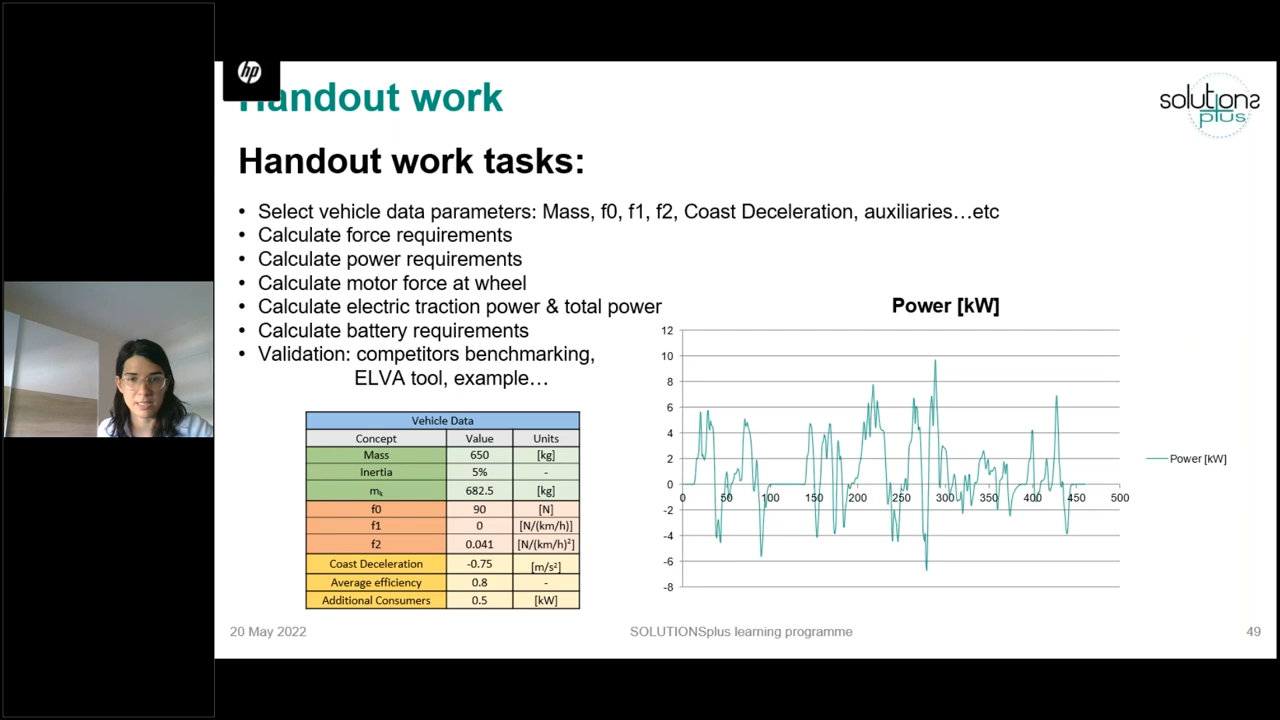 hp
Handout work
solutions
plus
Handout work tasks:
• Select vehicle data parameters: Mass, f0, f1, f2, Coast Deceleration, auxiliaries…etc
• Calculate force requirements
• Calculate power requirements
• Calculate motor force at wheel
• Calculate electric traction power & total power
• Calculate battery requirements
• Validation: competitors benchmarking,
ELVA tool, example…
Vehicle Data
Concept Value Units
Mass 650 [kg]
Inertia 5% -
mk 682.5 [kg]
f0 90 [N]
f1 0 [N/(km/h)]
f2 0.041 [N/(km/h)²]
Coast Deceleration -0.75 [m/s²]
Average efficiency 0.8 -
Additional Consumers 0.5 [kW]
Power [kW]
12
10
8
6
4
2
0
-2
-4
-6
-8
0 50 100 150 200 250 300 350 400 450 500
Power [kW]
20 May 2022 SOLUTIONSplus learning programme 49